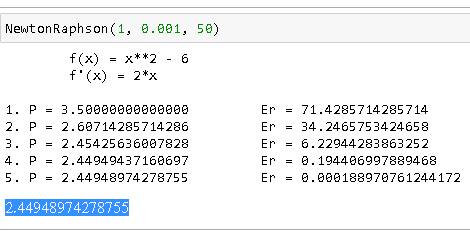 NewtonRaphson(1, 0.001, 50)
f(x) = x**2 - 6
f'(x) = 2*x
1. P = 3.50000000000000 Er = 71.4285714285714
2. P = 2.60714285714286 Er = 34.2465753424658
3. P = 2.45425636007828 Er = 6.22944283863252
4. P = 2.44949437160697 Er = 0.194406997889468
5. P = 2.44948974278755 Er = 0.000188970761244172
2.44948974278755